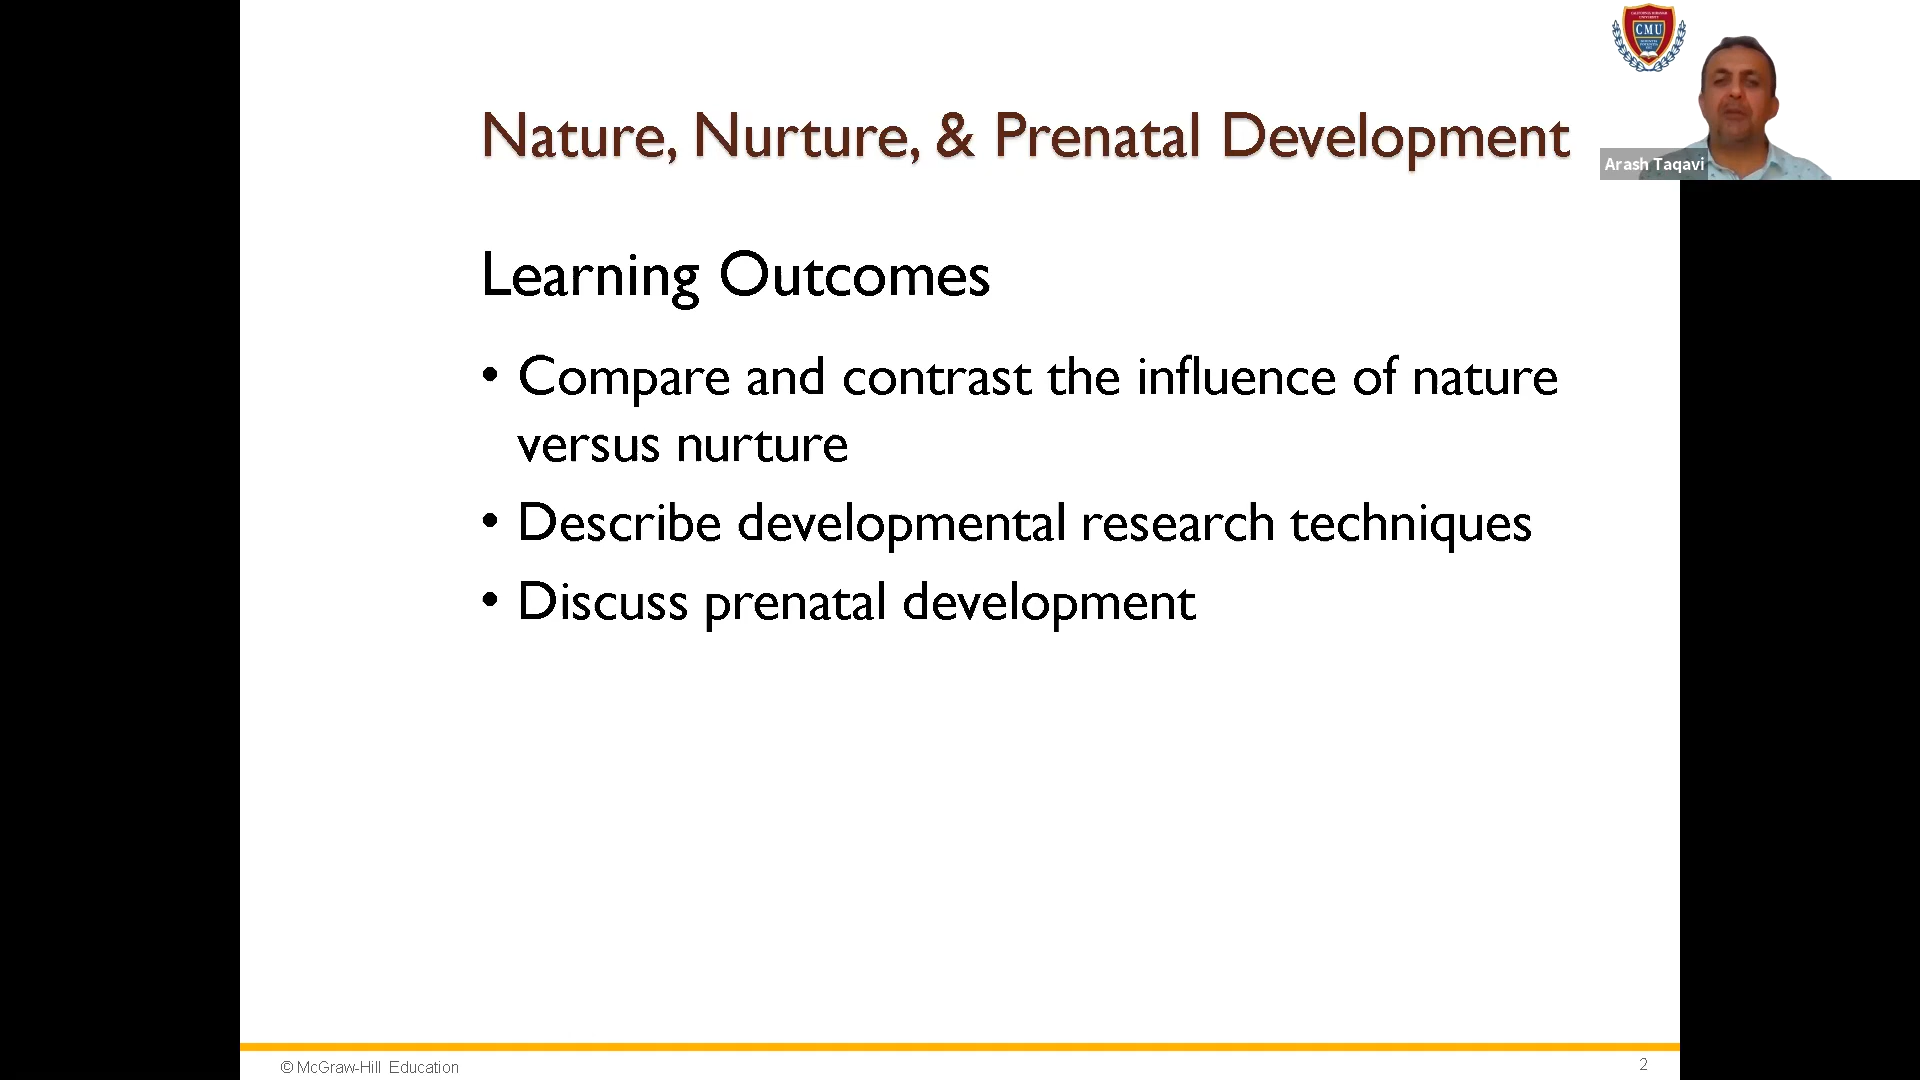 CMU
Nature, Nurture, & Prenatal Development
Arash Taqavi
Learning Outcomes
• Compare and contrast the influence of nature
versus nurture
• Describe developmental research techniques
• Discuss prenatal development
© McGraw-Hill Education
2